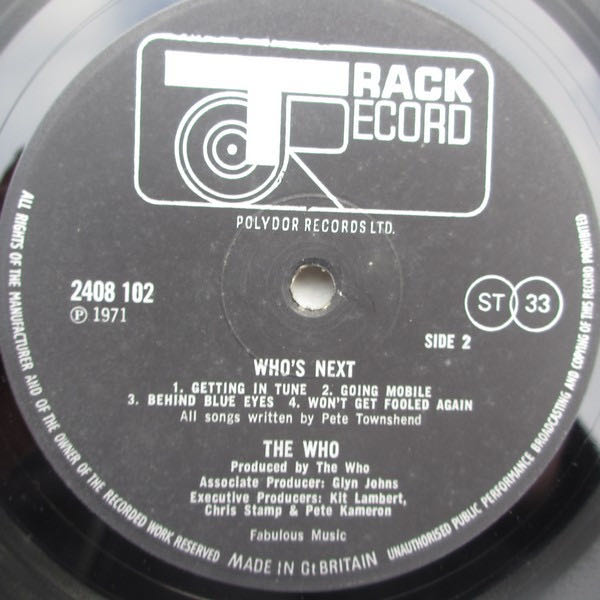 TRACK
RECORD
POLYDOR RECORDS LTD.
2408 102
℗ 1971
ST 33
SIDE 2
WHO'S NEXT
1. GETTING IN TUNE 2. GOING MOBILE
3. BEHIND BLUE EYES 4. WON'T GET FOOLED AGAIN
All songs written by Pete Townshend
THE WHO
Produced by The Who
Associate Producer: Glyn Johns
Executive Producers: Kit Lambert,
Chris Stamp & Pete Kameron
Fabulous Music
ALL RIGHTS OF THE MANUFACTURER AND OF THE OWNER OF THE RECORDED WORK RESERVED
MADE IN Gt BRITAIN
UNAUTHORISED PUBLIC PERFORMANCE BROADCASTING AND COPYING OF THIS RECORD PROHIBITED